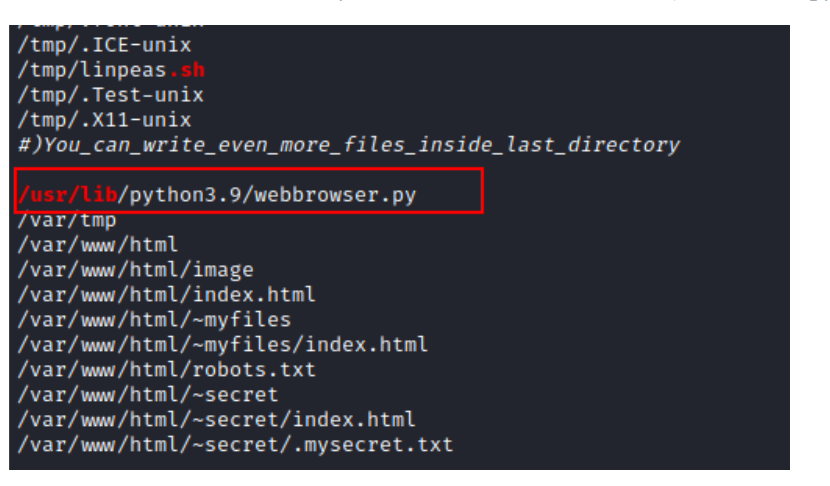 /tmp/.ICE-unix
/tmp/linpeas.sh
/tmp/.Test-unix
/tmp/.X11-unix
#)You_can_write_even_more_files_inside_last_directory
/usr/lib/python3.9/webbrowser.py
/var/tmp
/var/www/html
/var/www/html/image
/var/www/html/index.html
/var/www/html/~myfiles
/var/www/html/~myfiles/index.html
/var/www/html/robots.txt
/var/www/html/~secret
/var/www/html/~secret/index.html
/var/www/html/~secret/.mysecret.txt